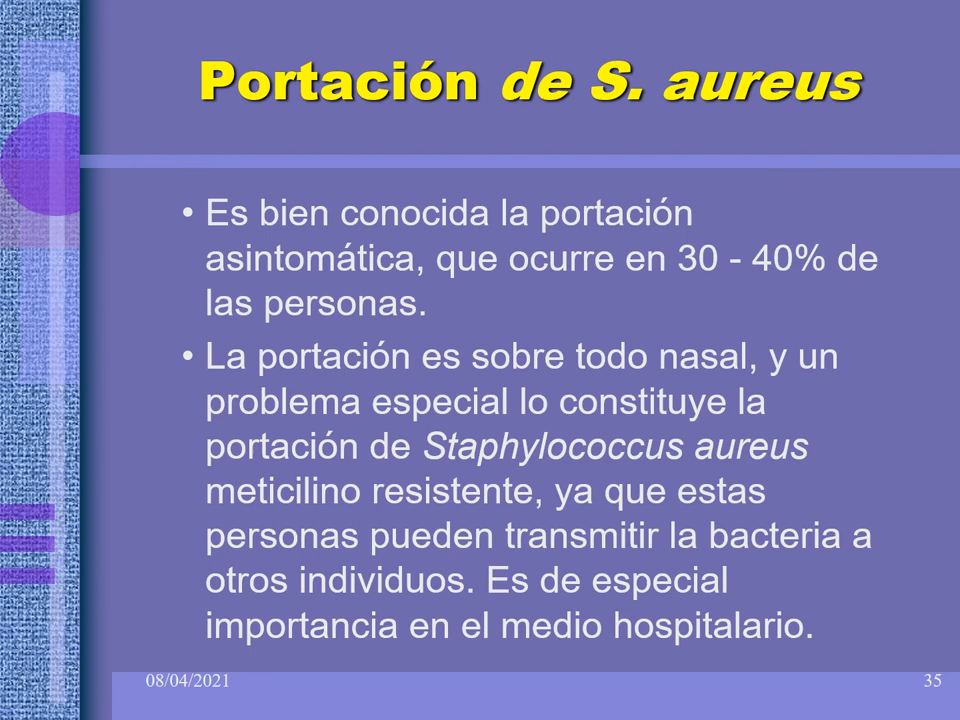 Portación de S. aureus
• Es bien conocida la portación
asintomática, que ocurre en 30 - 40% de
las personas.
• La portación es sobre todo nasal, y un
problema especial lo constituye la
portación de Staphylococcus aureus
meticilino resistente, ya que estas
personas pueden transmitir la bacteria a
otros individuos. Es de especial
importancia en el medio hospitalario.
08/04/2021 35